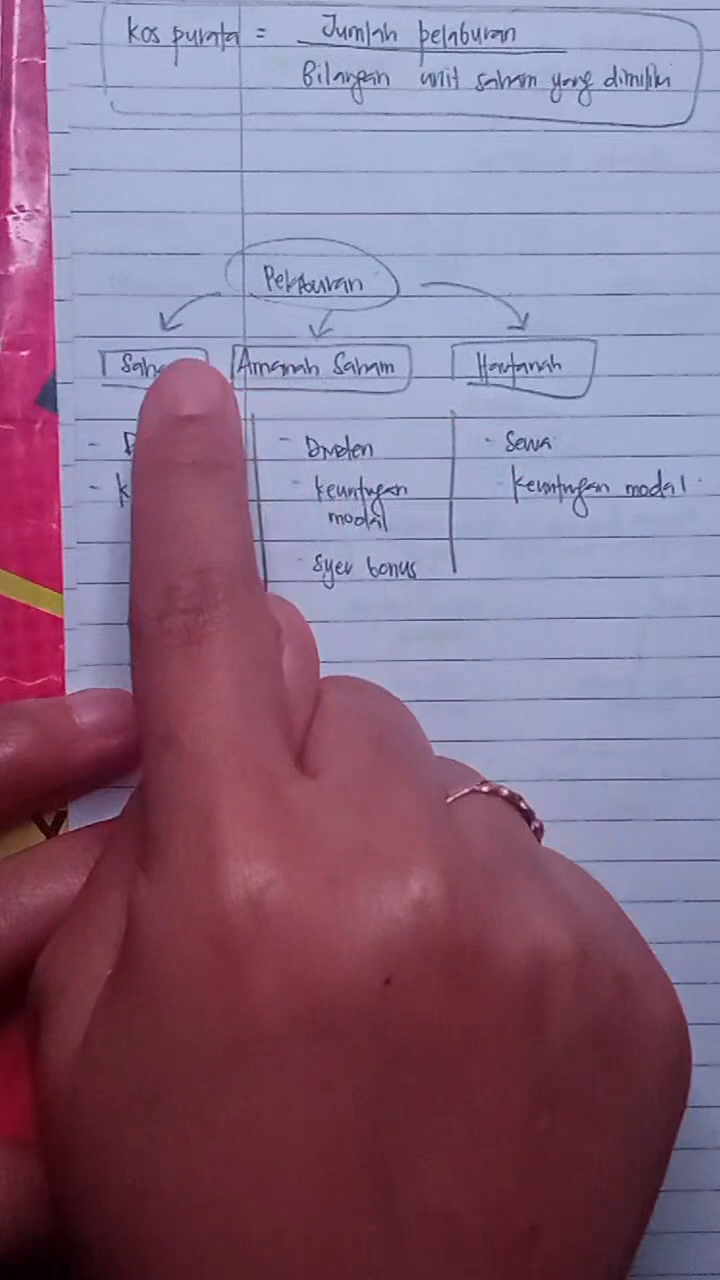 kos purata = Jumlah pelaburan
Bilangan unit saham yang dimiliki
Pelaburan
Amanah Saham
Hartanah
- Dividen
- keuntungan
modal
Syer bonus
- Sewa
keuntungan modal